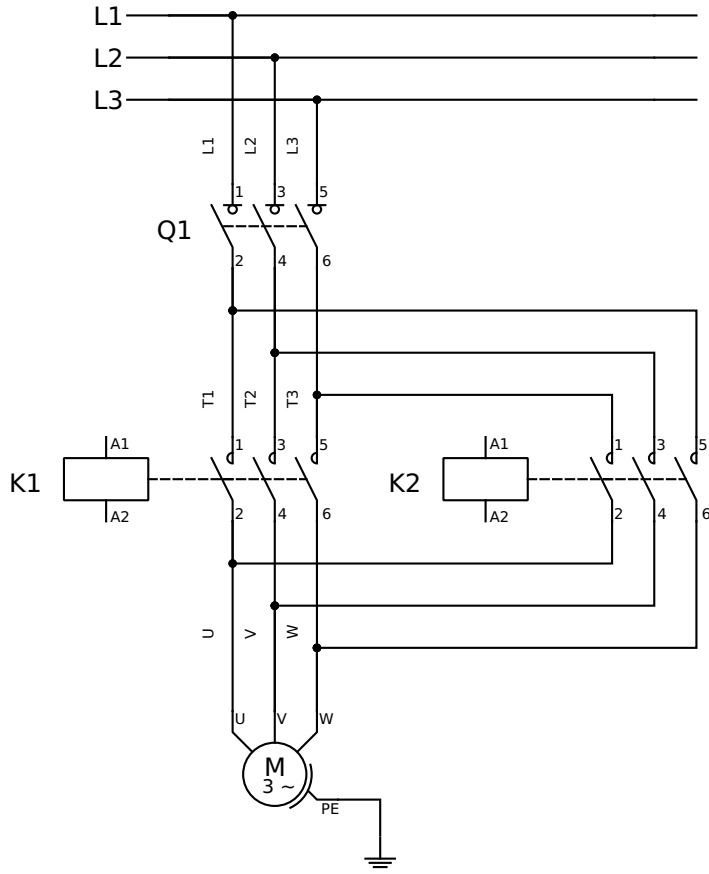 L1
L2
L3
L1 L2 L3
1 3 5
Q1
2 4 6
T1 T2 T3
A1 1 3 5 A1 1 3 5
K1 K2
A2 2 4 6 A2 2 4 6
U V W
U V W
M
3 ~
PE